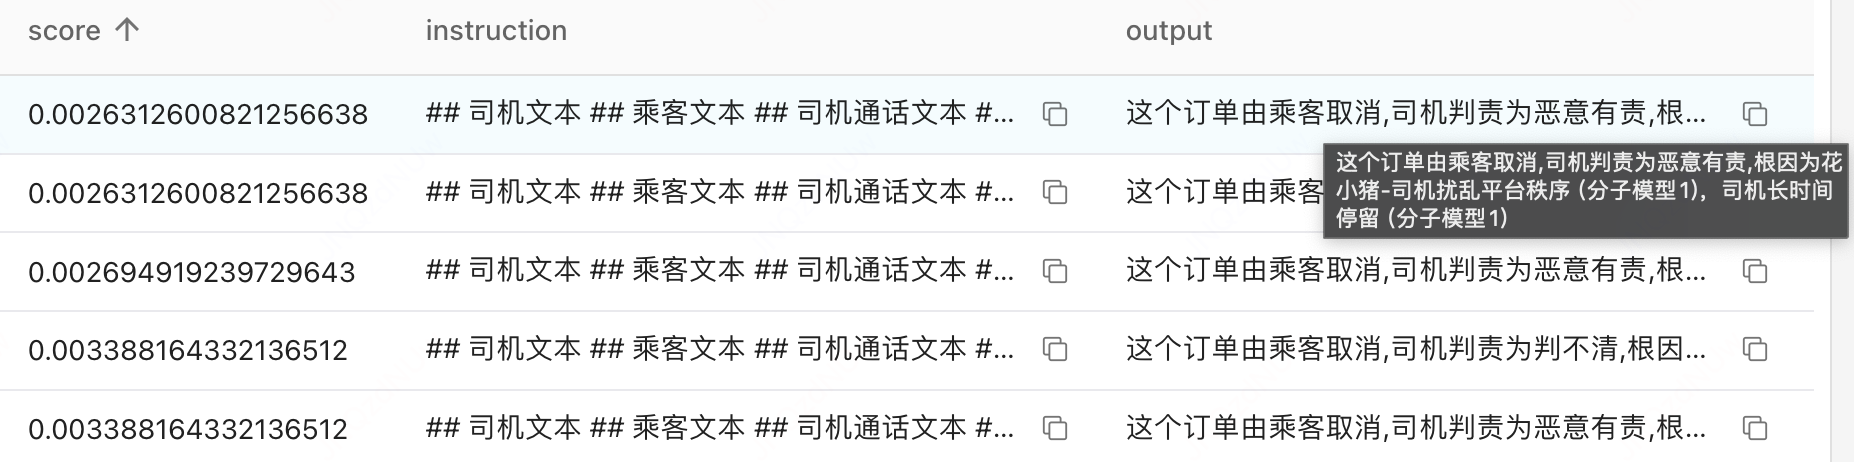 score ↑ instruction output
0.0026312600821256638 ## 司机文本 ## 乘客文本 ## 司机通话文本 #... 这个订单由乘客取消,司机判责为恶意有责,根...
0.0026312600821256638 ## 司机文本 ## 乘客文本 ## 司机通话文本 #... 这个订单由乘客
这个订单由乘客取消,司机判责为恶意有责,根因为花
小猪-司机扰乱平台秩序 (分子模型1)，司机长时间
停留 (分子模型1)
0.002694919239729643 ## 司机文本 ## 乘客文本 ## 司机通话文本 #... 这个订单由乘客取消,司机判责为恶意有责,根...
0.003388164332136512 ## 司机文本 ## 乘客文本 ## 司机通话文本 #... 这个订单由乘客取消,司机判责为判不清,根因...
0.003388164332136512 ## 司机文本 ## 乘客文本 ## 司机通话文本 #... 这个订单由乘客取消,司机判责为恶意有责,根...